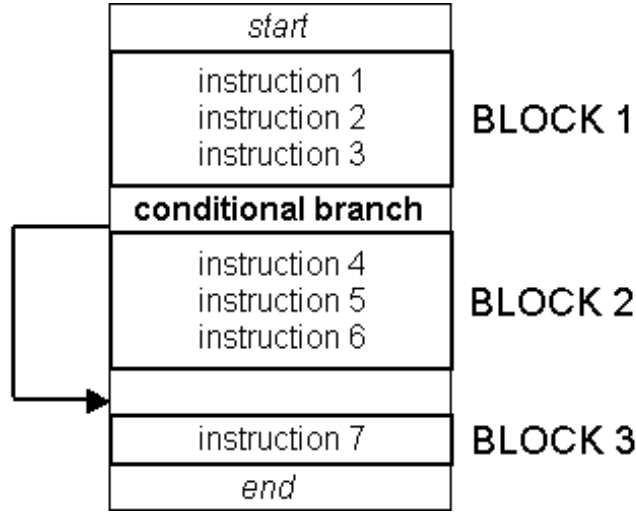 start
instruction 1
instruction 2
instruction 3
BLOCK 1
conditional branch
instruction 4
instruction 5
instruction 6
BLOCK 2
instruction 7
BLOCK 3
end